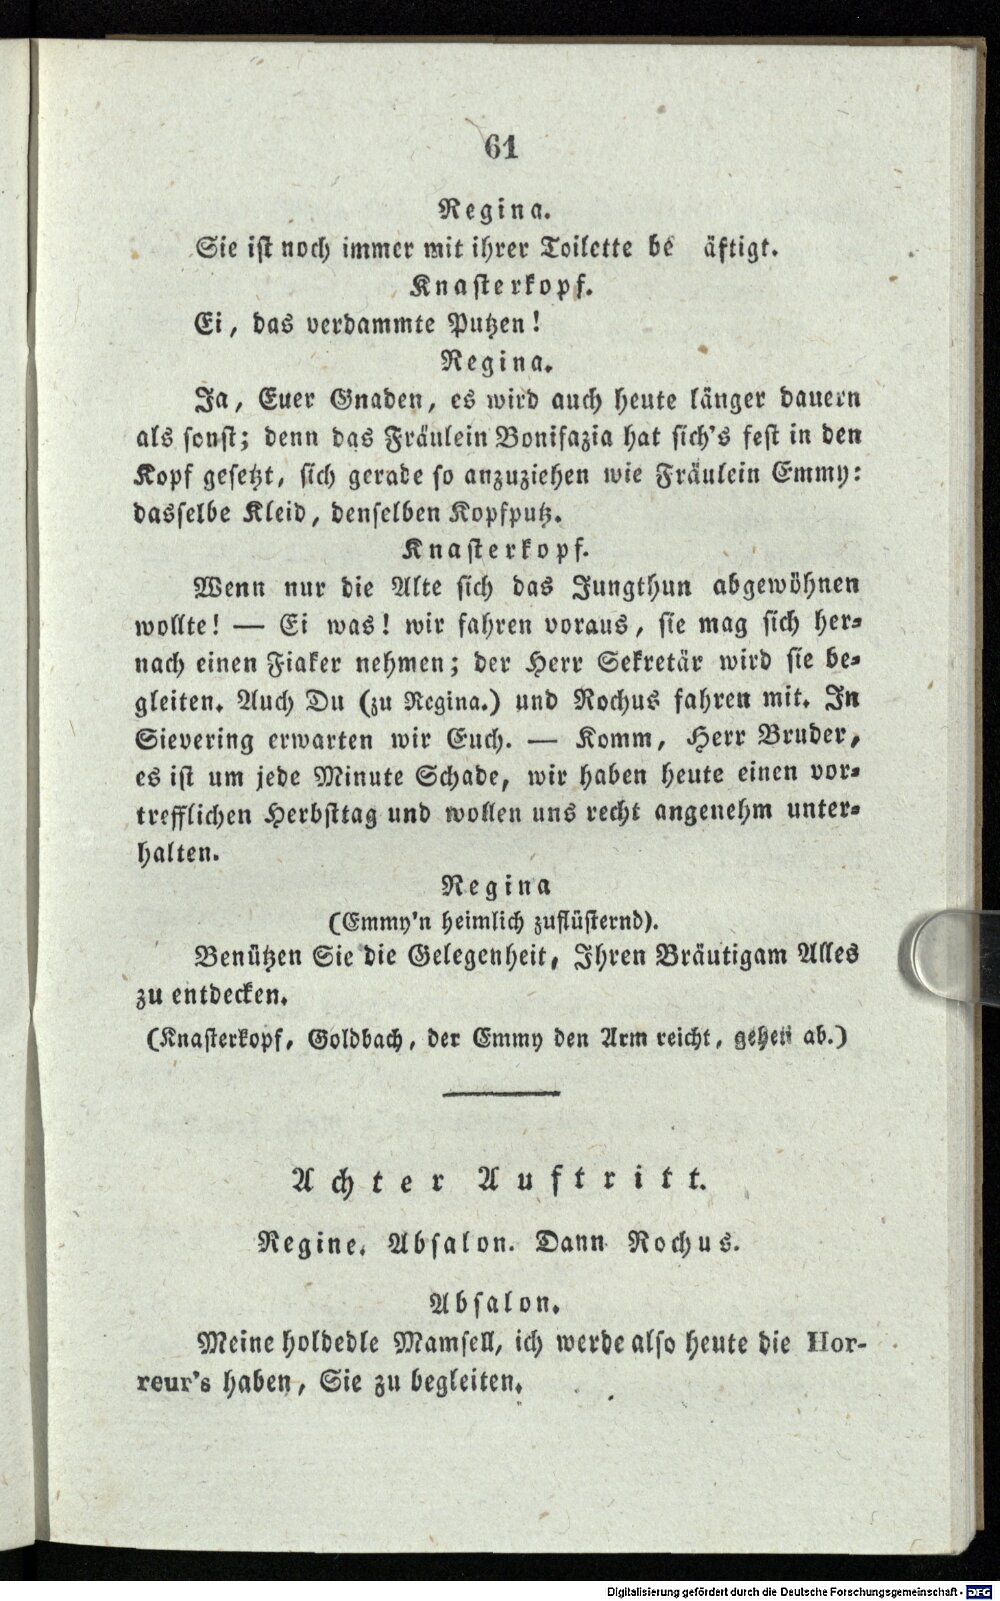 61
Regina.
Sie ist noch immer mit ihrer Toilette be äftigt.
Knasterkopf.
Ei, das verdammte Putzen!
Regina.
Ja, Euer Gnaden, es wird auch heute länger dauern
als sonst; denn das Fräulein Bonifazia hat sich's fest in den
Kopf gesetzt, sich gerade so anzuziehen wie Fräulein Emmy:
dasselbe Kleid, denselben Kopfputz.
Knasterkopf.
Wenn nur die Alte sich das Jungthun abgewöhnen
wollte! — Ei was! wir fahren voraus, sie mag sich her-
nach einen Fiaker nehmen; der Herr Sekretär wird sie be-
gleiten. Auch Du (zu Regina.) und Rochus fahren mit. In
Sievering erwarten wir Euch. — Komm, Herr Bruder,
es ist um jede Minute Schade, wir haben heute einen vor-
trefflichen Herbsttag und wollen uns recht angenehm unter-
halten.
Regina
(Emmy'n heimlich zuflüsternd).
Benützen Sie die Gelegenheit, Ihren Bräutigam Alles
zu entdecken.
(Knasterkopf, Goldbach, der Emmy den Arm reicht, gehen ab.)
Achter Auftritt.
Regine. Absalon. Dann Rochus.
Absalon.
Meine holdedle Mamsell, ich werde also heute die Hor-
reur's haben, Sie zu begleiten.
Digitalisierung gefördert durch die Deutsche Forschungsgemeinschaft - DFG